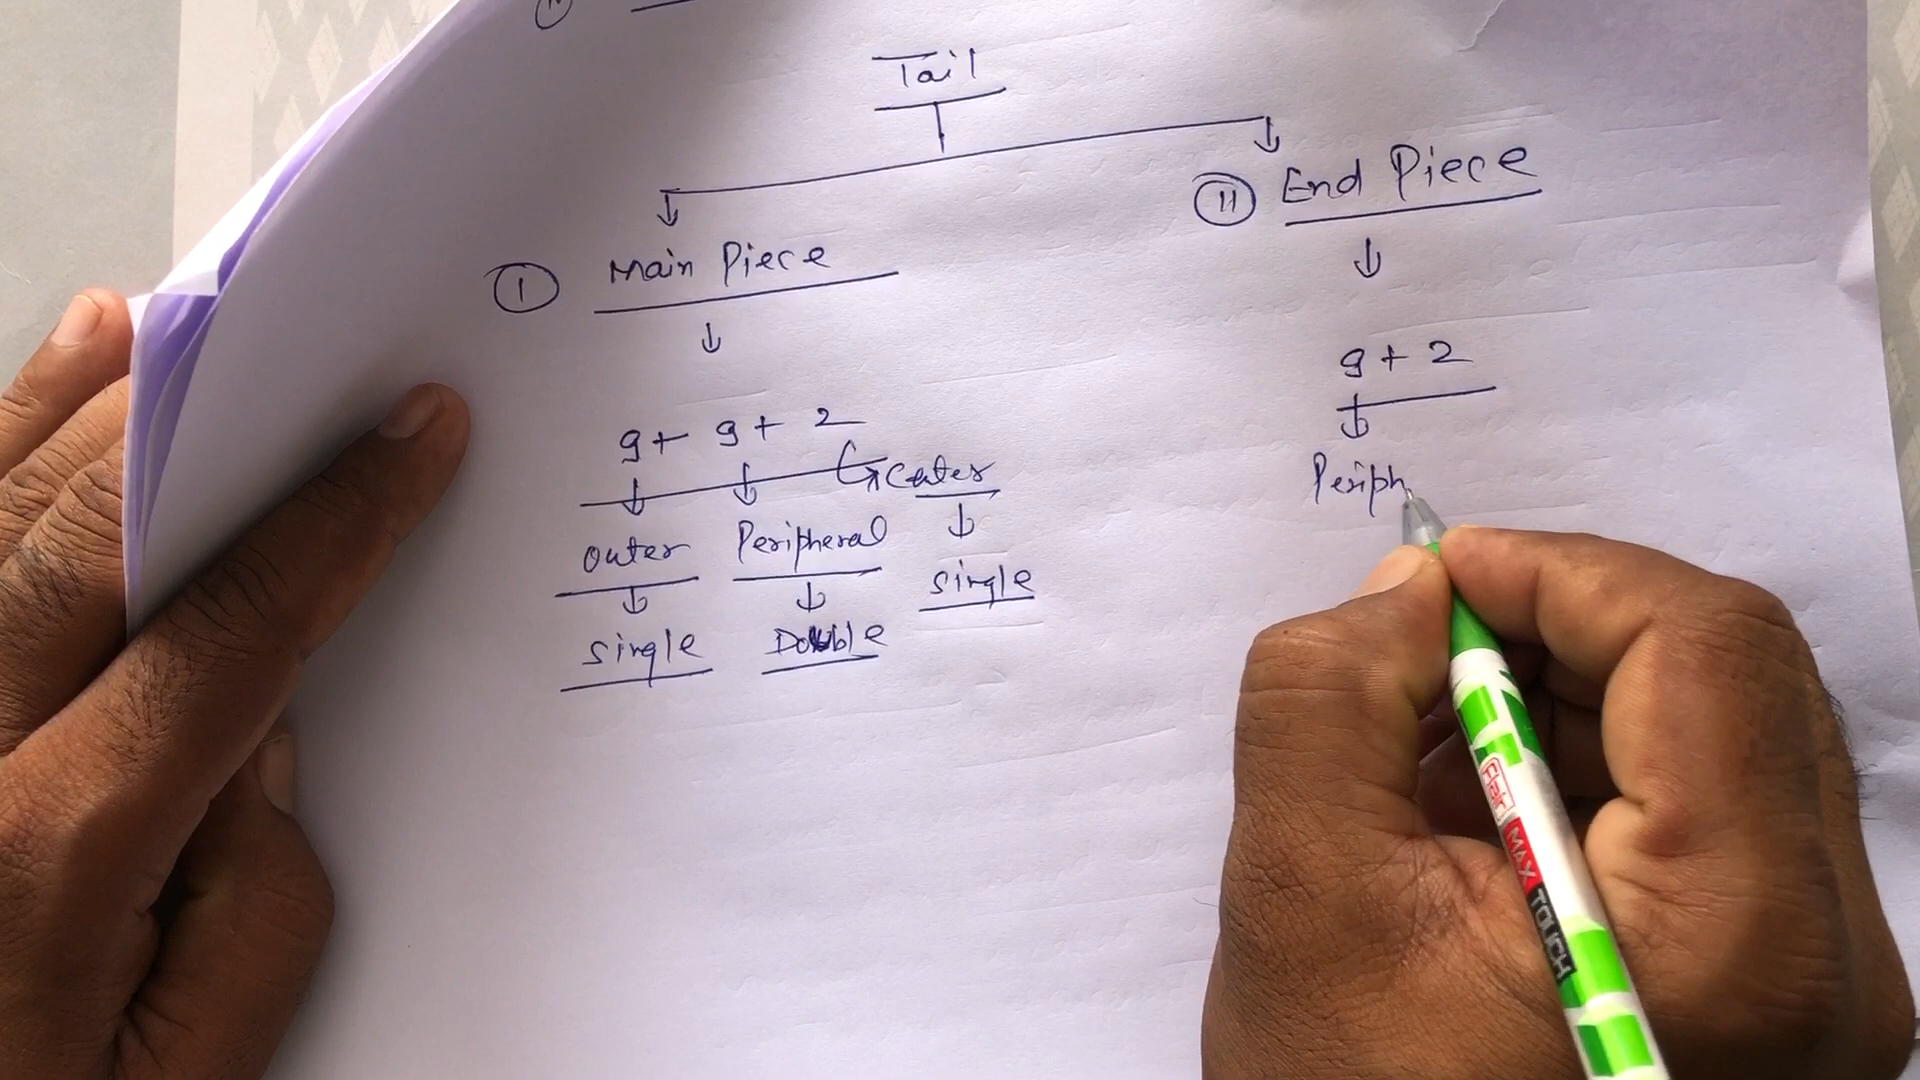 Tail
I Main Piece
9+ 9+ 2
Outer
Single
Peripheral
Double
Center
Single
II End Piece
9 + 2
Periph
Flair MAX TOUCH